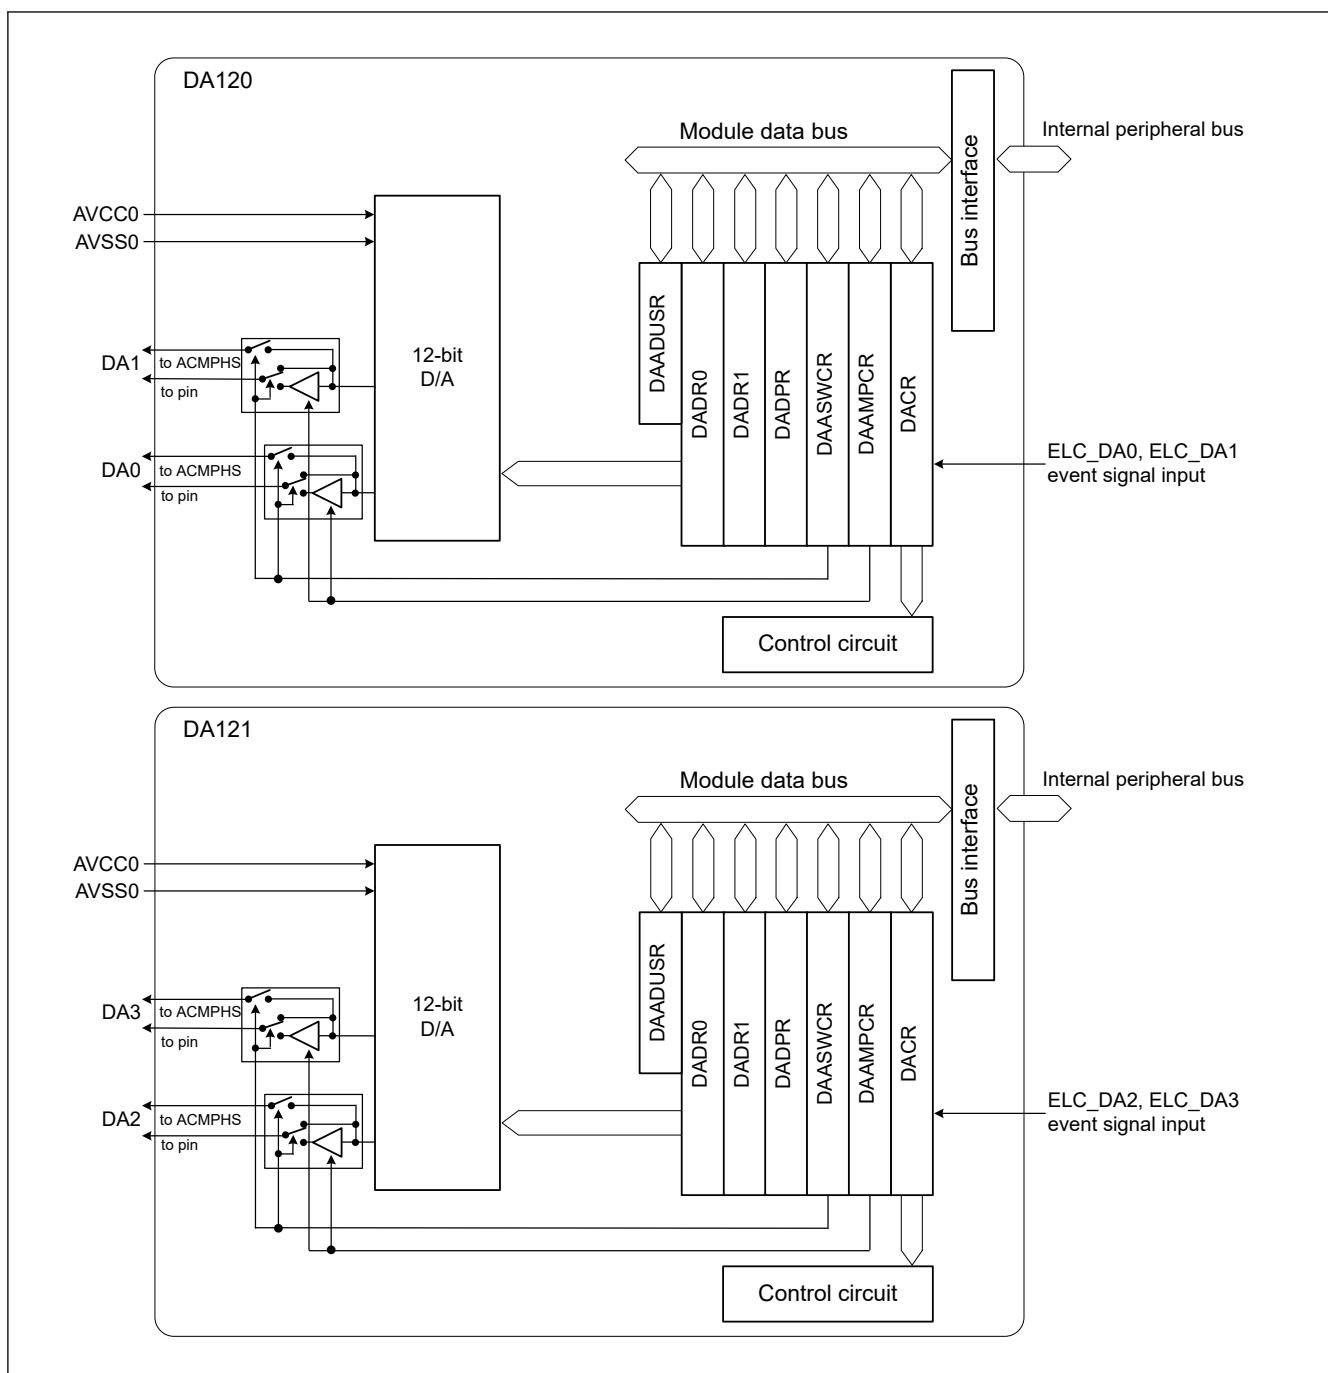 DA120
Module data bus
Internal peripheral bus
Bus interface
AVCC0
AVSS0
12-bit
D/A
DAADUSR
DADR0
DADR1
DADPR
DAASWCR
DAAMPCR
DACR
DA1
to ACMPHS
to pin
DA0
to ACMPHS
to pin
ELC_DA0, ELC_DA1
event signal input
Control circuit
DA121
Module data bus
Internal peripheral bus
Bus interface
AVCC0
AVSS0
12-bit
D/A
DAADUSR
DADR0
DADR1
DADPR
DAASWCR
DAAMPCR
DACR
DA3
to ACMPHS
to pin
DA2
to ACMPHS
to pin
ELC_DA2, ELC_DA3
event signal input
Control circuit